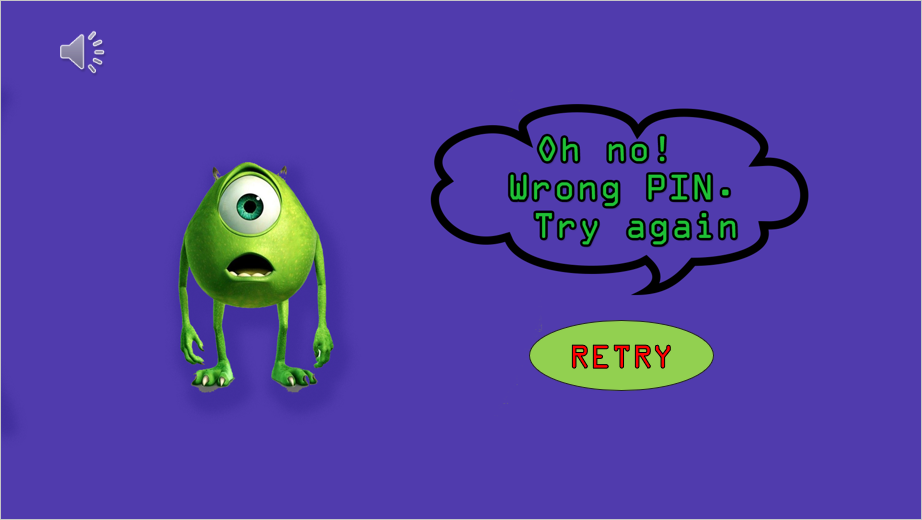 Oh no!
Wrong PIN.
Try again
RETRY